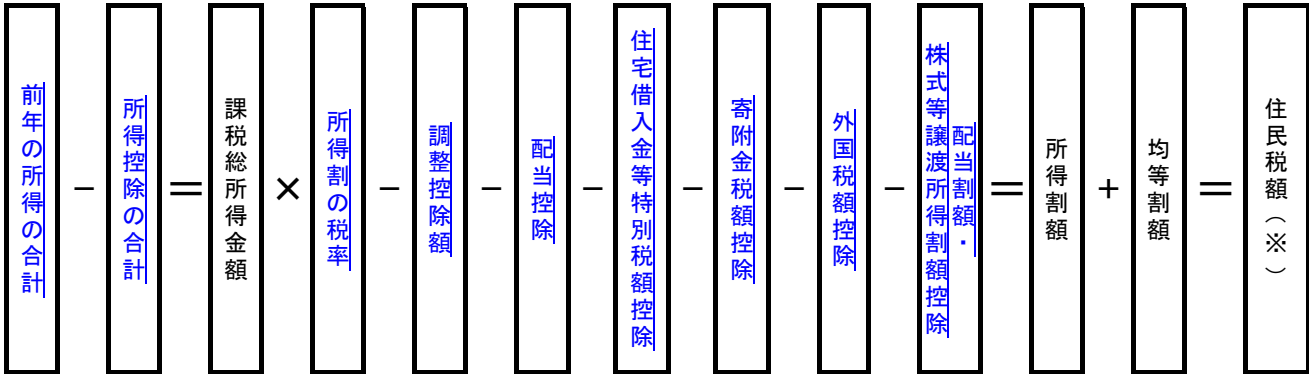 前年の所得の合計
－
所得控除の合計
＝
課税総所得金額
×
所得割の税率
－
調整控除額
－
配当控除
－
住宅借入金等特別税額控除
－
寄附金税額控除
－
外国税額控除
－
配当割額・
株式等譲渡所得割額控除
＝
所得割額
＋
均等割額
＝
住民税額（※）